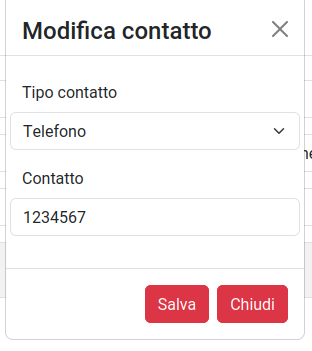 Modifica contatto
Tipo contatto
Telefono
Contatto
1234567
Salva Chiudi